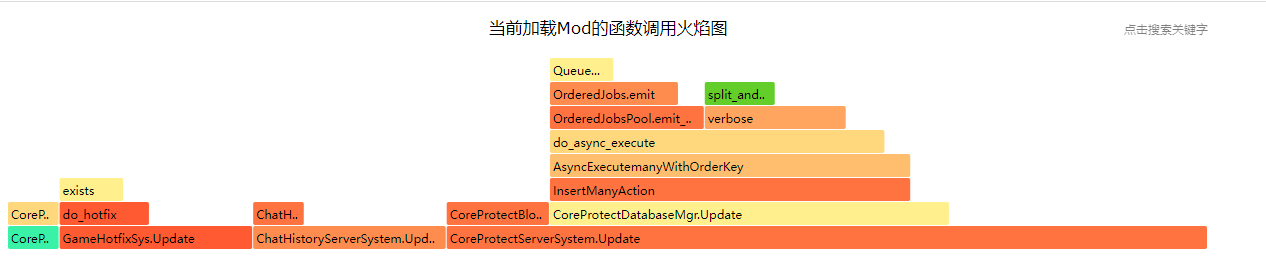 当前加载Mod的函数调用火焰图
点击搜索关键字
Queue...
OrderedJobs.emit
split_and..
OrderedJobsPool.emit_..
verbose
do_async_execute
AsyncExecutemanyWithOrderKey
exists
InsertManyAction
CoreP..
do_hotfix
ChatH..
CoreProtectBlo..
CoreProtectDatabaseMgr.Update
CoreP..
GameHotfixSys.Update
ChatHistoryServerSystem.Upd..
CoreProtectServerSystem.Update